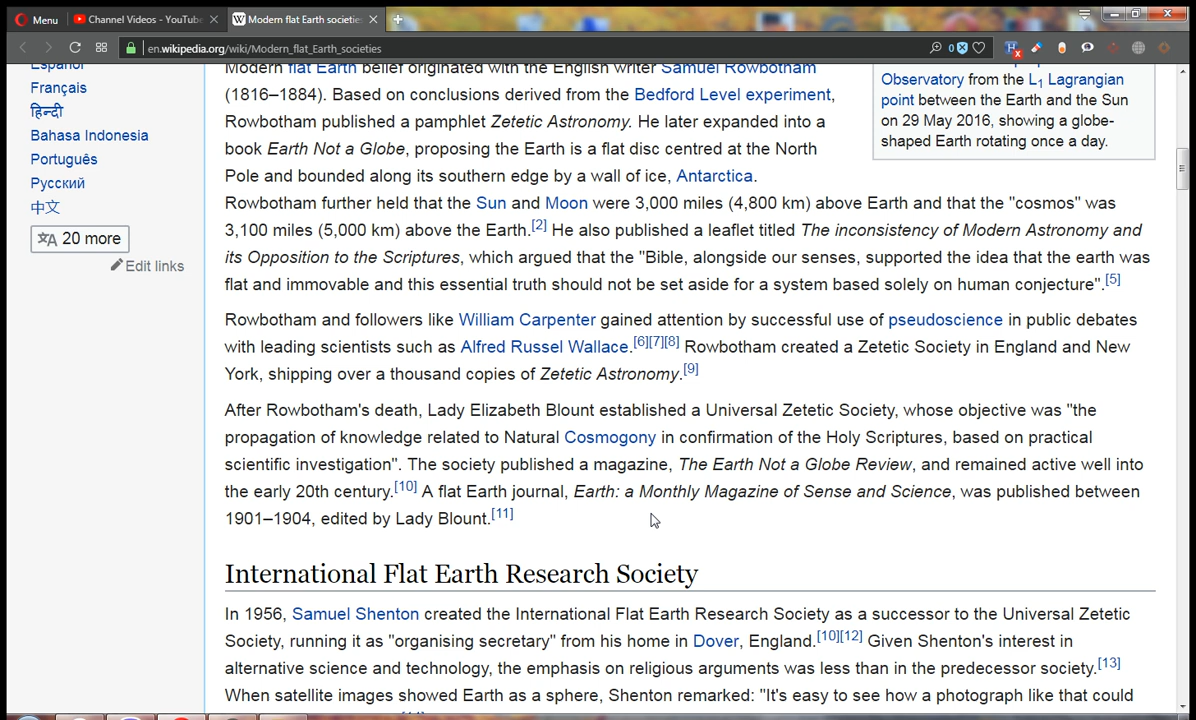 Menu
Channel Videos - YouTube
Modern flat Earth societies
en.wikipedia.org/wiki/Modern_flat_Earth_societies
0
Español
Français
हिन्दी
Bahasa Indonesia
Português
Русский
中文
20 more
Edit links
Modern flat Earth belief originated with the English writer Samuel Rowbotham
(1816–1884). Based on conclusions derived from the Bedford Level experiment,
Rowbotham published a pamphlet Zetetic Astronomy. He later expanded into a
book Earth Not a Globe, proposing the Earth is a flat disc centred at the North
Pole and bounded along its southern edge by a wall of ice, Antarctica.
Observatory from the L1 Lagrangian
point between the Earth and the Sun
on 29 May 2016, showing a globe-
shaped Earth rotating once a day.
Rowbotham further held that the Sun and Moon were 3,000 miles (4,800 km) above Earth and that the "cosmos" was
3,100 miles (5,000 km) above the Earth.[2] He also published a leaflet titled The inconsistency of Modern Astronomy and
its Opposition to the Scriptures, which argued that the "Bible, alongside our senses, supported the idea that the earth was
flat and immovable and this essential truth should not be set aside for a system based solely on human conjecture".[5]
Rowbotham and followers like William Carpenter gained attention by successful use of pseudoscience in public debates
with leading scientists such as Alfred Russel Wallace.[6][7][8] Rowbotham created a Zetetic Society in England and New
York, shipping over a thousand copies of Zetetic Astronomy.[9]
After Rowbotham's death, Lady Elizabeth Blount established a Universal Zetetic Society, whose objective was "the
propagation of knowledge related to Natural Cosmogony in confirmation of the Holy Scriptures, based on practical
scientific investigation". The society published a magazine, The Earth Not a Globe Review, and remained active well into
the early 20th century.[10] A flat Earth journal, Earth: a Monthly Magazine of Sense and Science, was published between
1901–1904, edited by Lady Blount.[11]
International Flat Earth Research Society
In 1956, Samuel Shenton created the International Flat Earth Research Society as a successor to the Universal Zetetic
Society, running it as "organising secretary" from his home in Dover, England.[10][12] Given Shenton's interest in
alternative science and technology, the emphasis on religious arguments was less than in the predecessor society.[13]
When satellite images showed Earth as a sphere, Shenton remarked: "It's easy to see how a photograph like that could